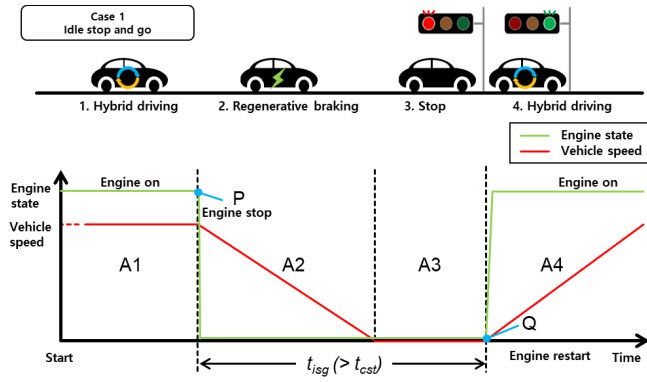 Case 1
Idle stop and go
1. Hybrid driving
2. Regenerative braking
3. Stop
4. Hybrid driving
Engine state
Vehicle speed
Engine
state
Engine on
P
Engine stop
Engine on
Vehicle
speed
A1
A2
A3
A4
Q
Start
t_isg (> t_cst)
Engine restart
Time